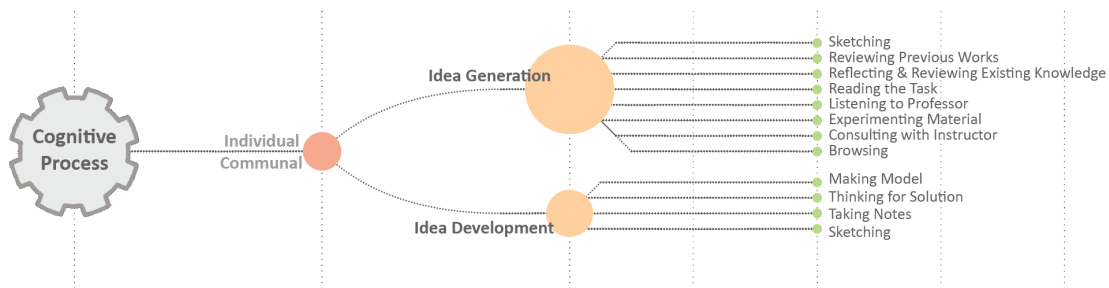 Cognitive
Process
Individual
Communal
Idea Generation
Sketching
Reviewing Previous Works
Reflecting & Reviewing Existing Knowledge
Reading the Task
Listening to Professor
Experimenting Material
Consulting with Instructor
Browsing
Idea Development
Making Model
Thinking for Solution
Taking Notes
Sketching